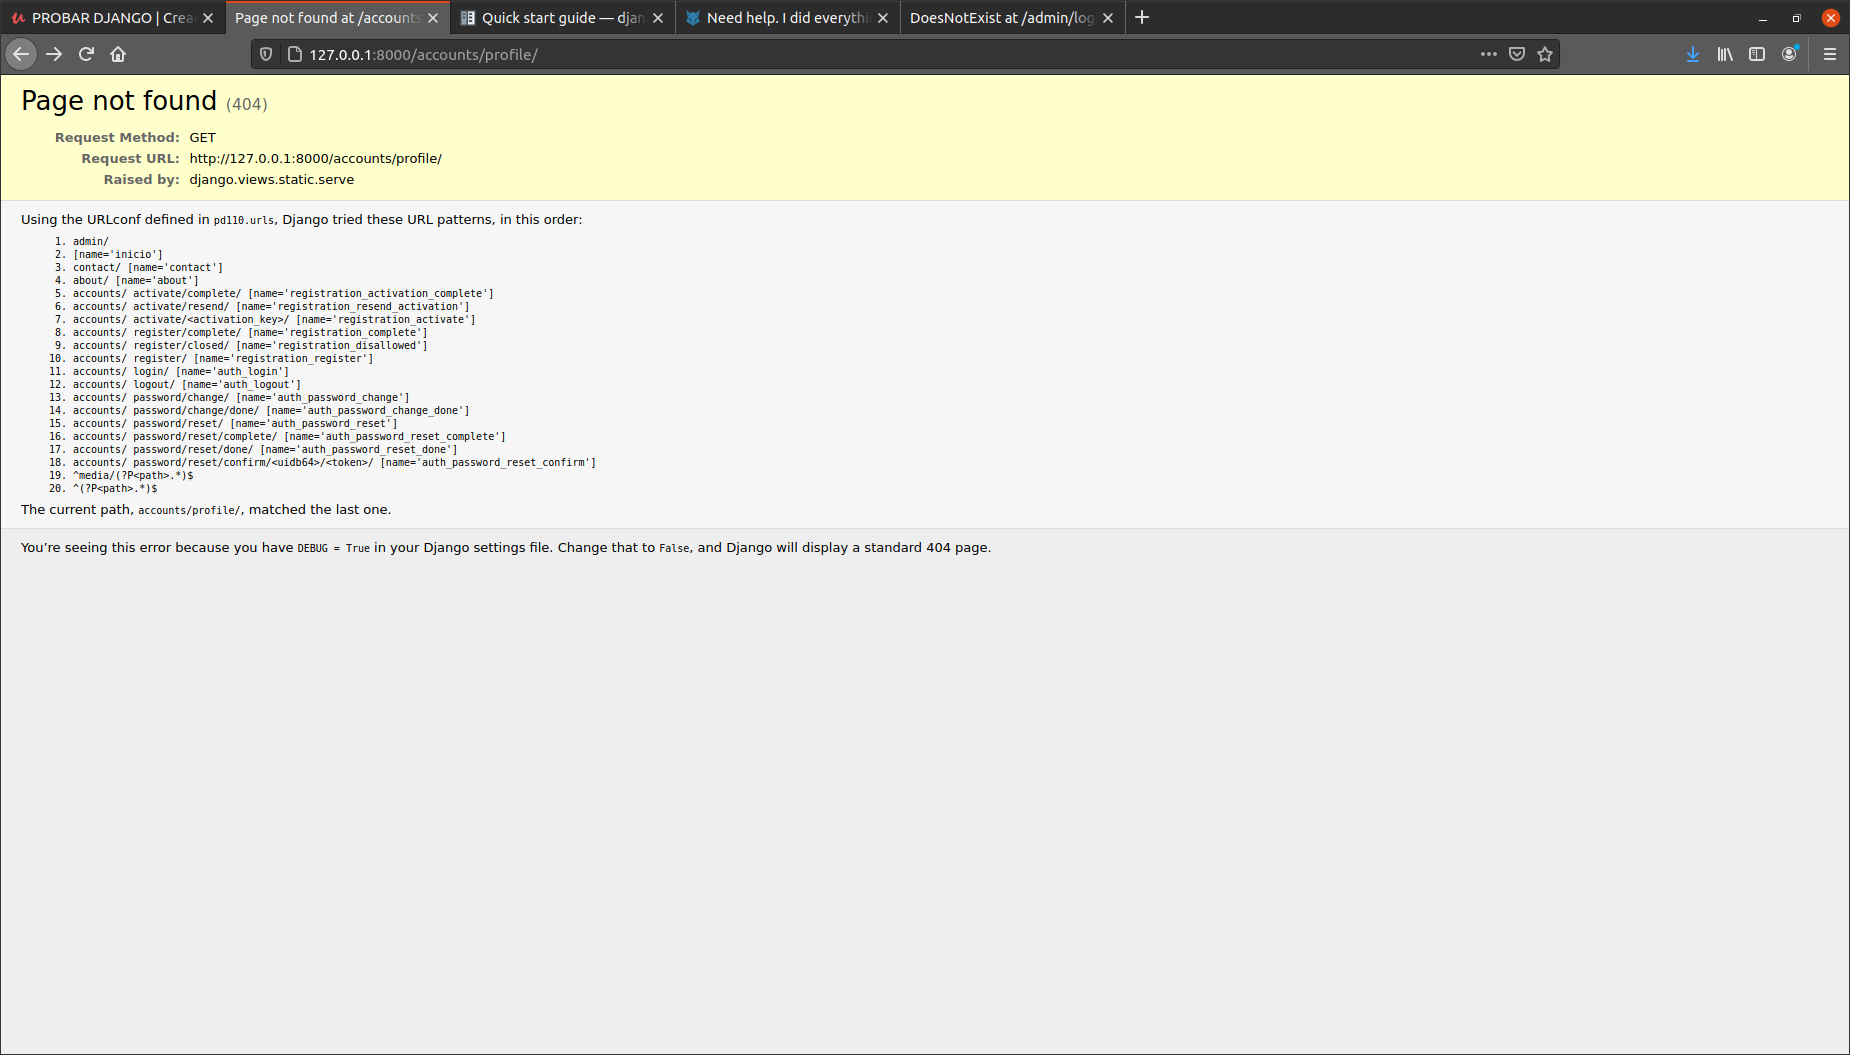 PROBAR DJANGO | Crea
Page not found at /accounts
Quick start guide — djan
Need help. I did everythi
DoesNotExist at /admin/log
127.0.0.1:8000/accounts/profile/
Page not found (404)
Request Method: GET
Request URL: http://127.0.0.1:8000/accounts/profile/
Raised by: django.views.static.serve
Using the URLconf defined in pd110.urls, Django tried these URL patterns, in this order:
1. admin/
2. [name='inicio']
3. contact/ [name='contact']
4. about/ [name='about']
5. accounts/ activate/complete/ [name='registration_activation_complete']
6. accounts/ activate/resend/ [name='registration_resend_activation']
7. accounts/ activate/<activation_key>/ [name='registration_activate']
8. accounts/ register/complete/ [name='registration_complete']
9. accounts/ register/closed/ [name='registration_disallowed']
10. accounts/ register/ [name='registration_register']
11. accounts/ login/ [name='auth_login']
12. accounts/ logout/ [name='auth_logout']
13. accounts/ password/change/ [name='auth_password_change']
14. accounts/ password/change/done/ [name='auth_password_change_done']
15. accounts/ password/reset/ [name='auth_password_reset']
16. accounts/ password/reset/complete/ [name='auth_password_reset_complete']
17. accounts/ password/reset/done/ [name='auth_password_reset_done']
18. accounts/ password/reset/confirm/<uidb64>/<token>/ [name='auth_password_reset_confirm']
19. ^media/(?P<path>.*)$
20. ^(?P<path>.*)$
The current path, accounts/profile/, matched the last one.
You’re seeing this error because you have DEBUG = True in your Django settings file. Change that to False, and Django will display a standard 404 page.